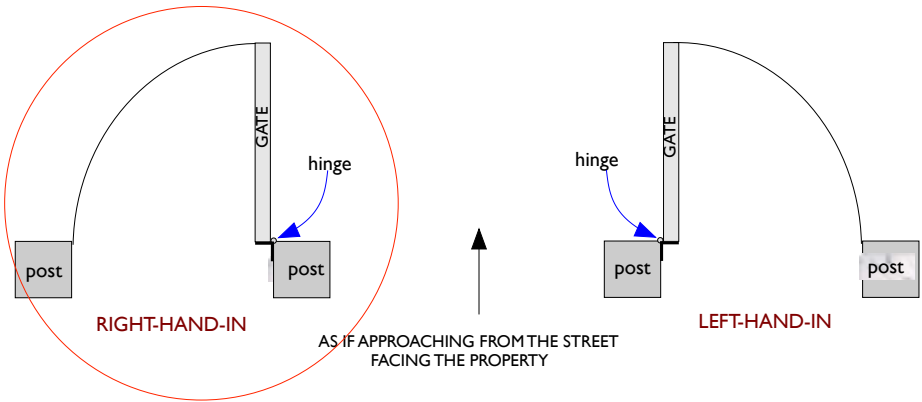 GATE
hinge
post
post
RIGHT-HAND-IN
AS IF APPROACHING FROM THE STREET
FACING THE PROPERTY
GATE
hinge
post
post
LEFT-HAND-IN